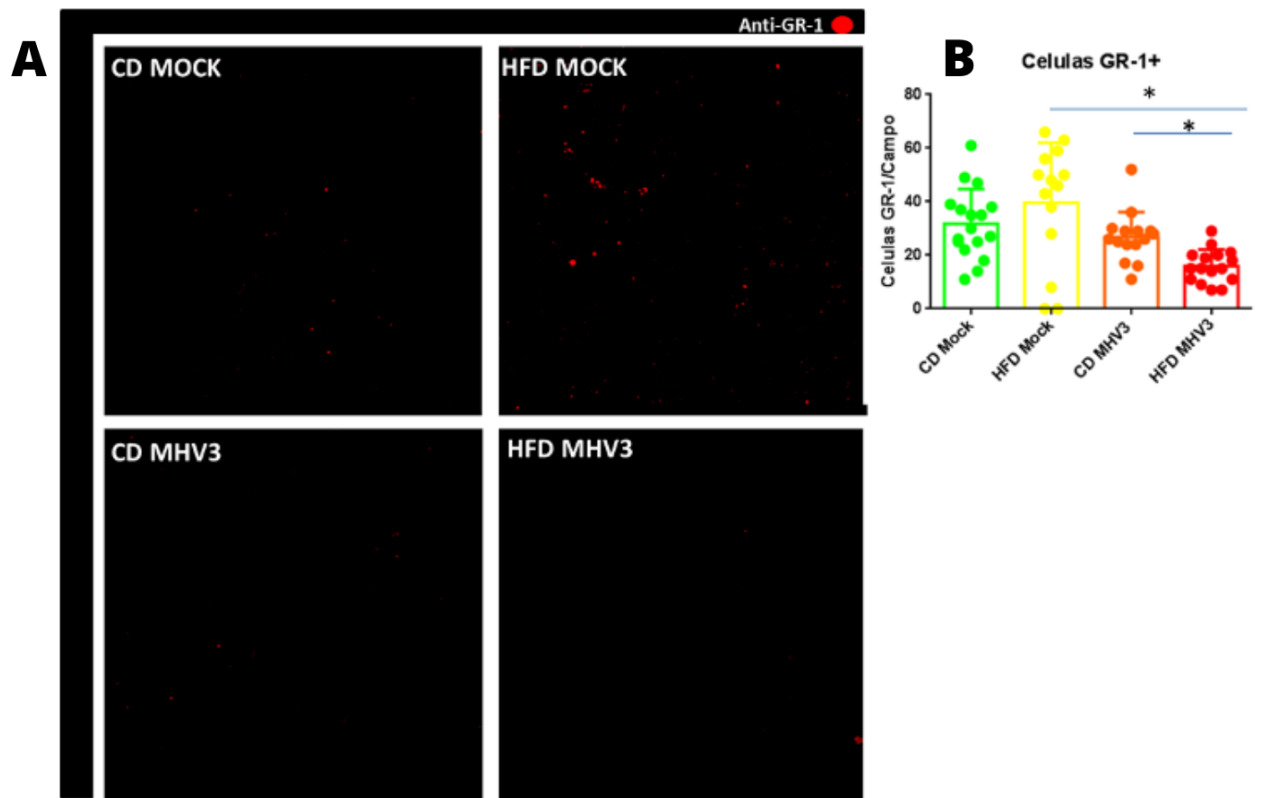 A
Anti-GR-1
CD MOCK
HFD MOCK
CD MHV3
HFD MHV3
B
Celulas GR-1+
*
*
Celulas GR-1/Campo
80
60
40
20
0
CD Mock
HFD Mock
CD MHV3
HFD MHV3